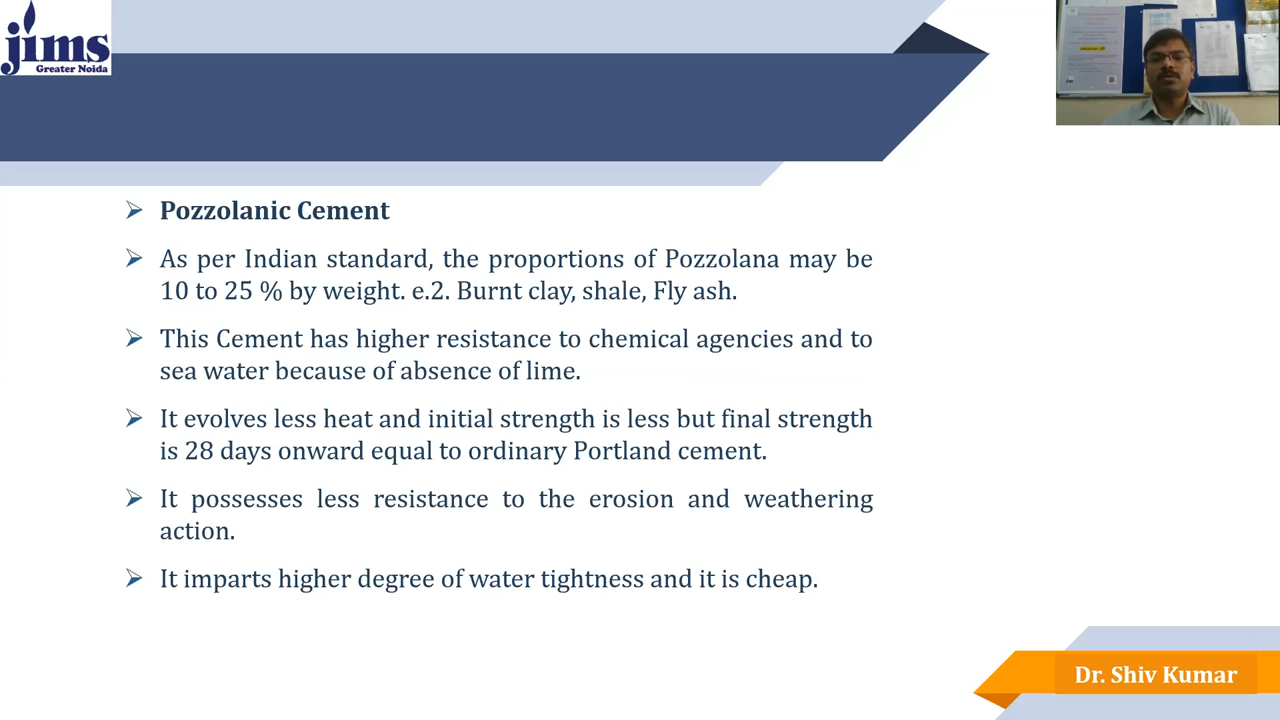 jims
Greater Noida
Pozzolanic Cement
As per Indian standard, the proportions of Pozzolana may be
10 to 25 % by weight. e.2. Burnt clay, shale, Fly ash.
This Cement has higher resistance to chemical agencies and to
sea water because of absence of lime.
It evolves less heat and initial strength is less but final strength
is 28 days onward equal to ordinary Portland cement.
It possesses less resistance to the erosion and weathering
action.
It imparts higher degree of water tightness and it is cheap.
Dr. Shiv Kumar